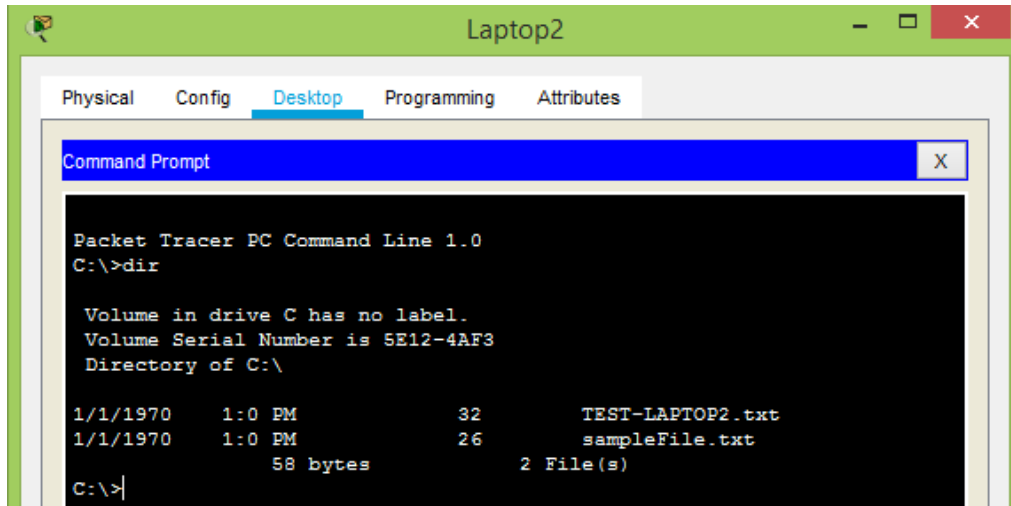 Laptop2
Physical Config Desktop Programming Attributes
Command Prompt X
Packet Tracer PC Command Line 1.0
C:\>dir
Volume in drive C has no label.
Volume Serial Number is 5E12-4AF3
Directory of C:\
1/1/1970 1:0 PM 32 TEST-LAPTOP2.txt
1/1/1970 1:0 PM 26 sampleFile.txt
58 bytes 2 File(s)
C:\>